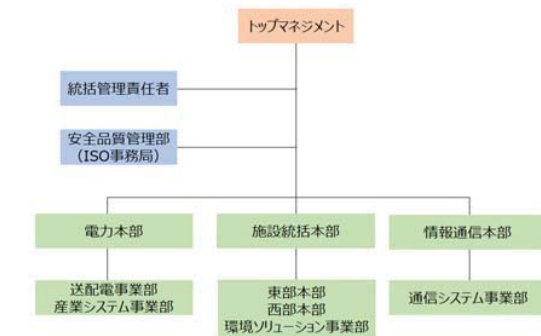 トップマネジメント
統括管理責任者
安全品質管理部
（ISO事務局）
電力本部
施設統括本部
情報通信本部
送配電事業部
産業システム事業部
東部本部
西部本部
環境ソリューション事業部
通信システム事業部